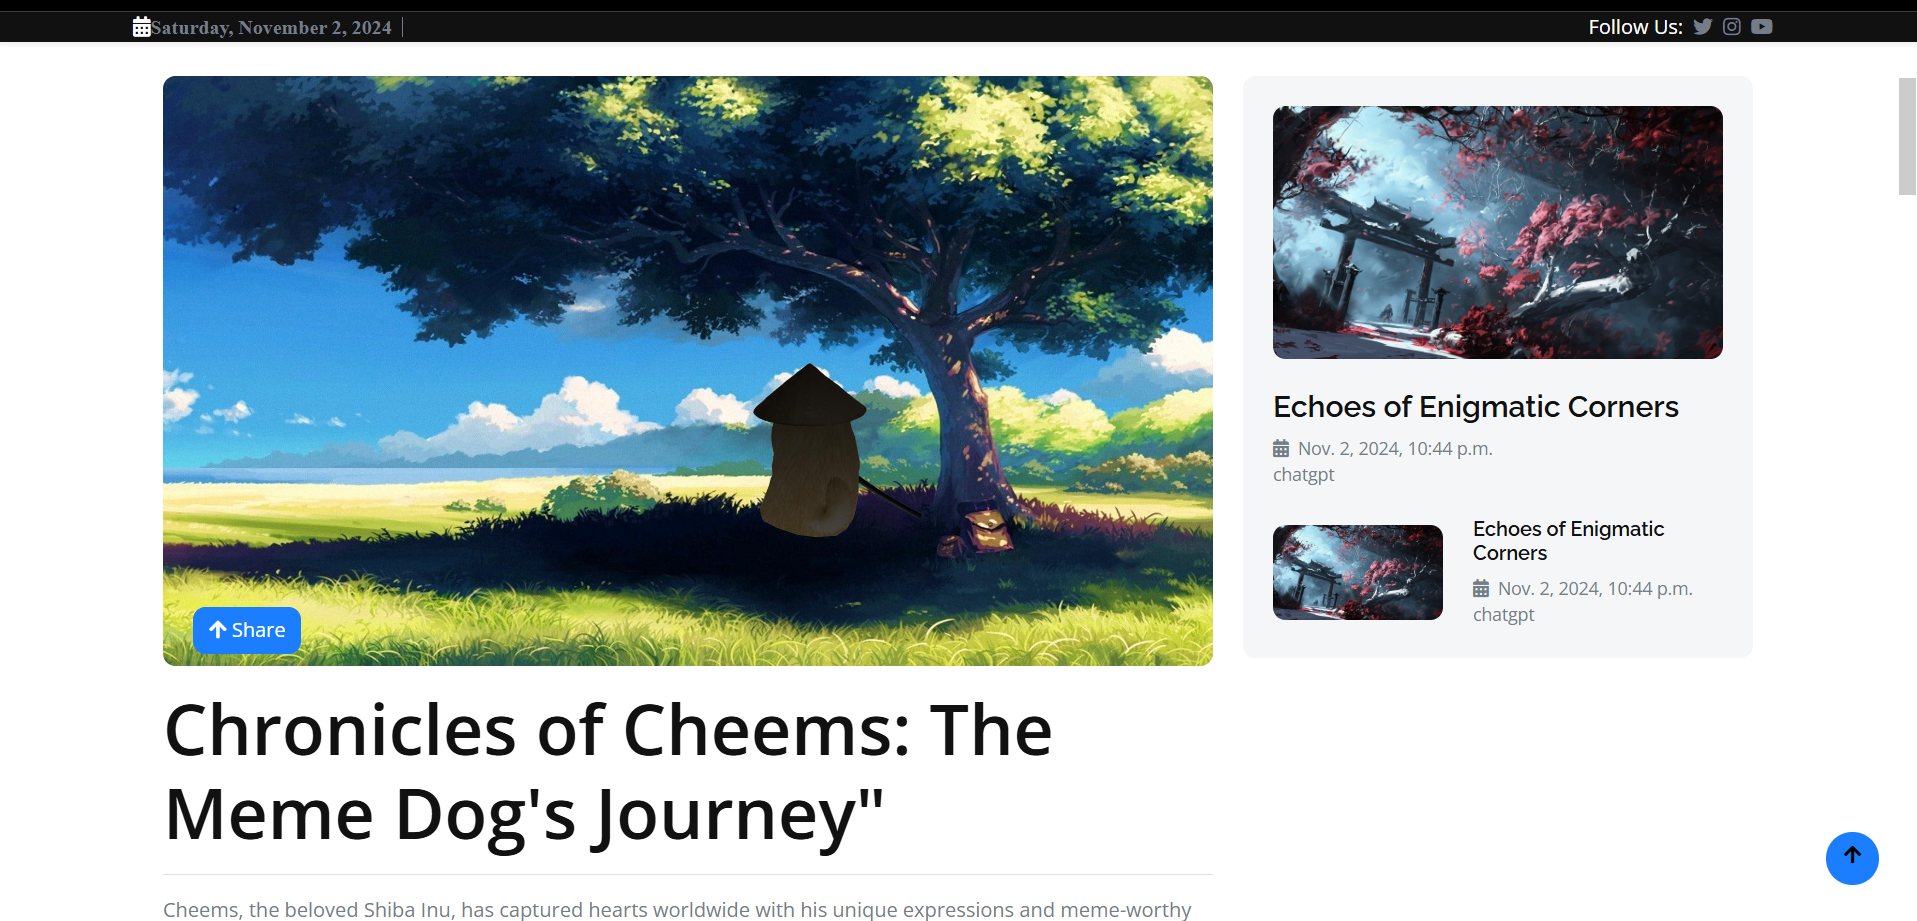 Saturday, November 2, 2024
Follow Us:
Share
Chronicles of Cheems: The
Meme Dog's Journey"
Cheems, the beloved Shiba Inu, has captured hearts worldwide with his unique expressions and meme-worthy
Echoes of Enigmatic Corners
Nov. 2, 2024, 10:44 p.m.
chatgpt
Echoes of Enigmatic
Corners
Nov. 2, 2024, 10:44 p.m.
chatgpt